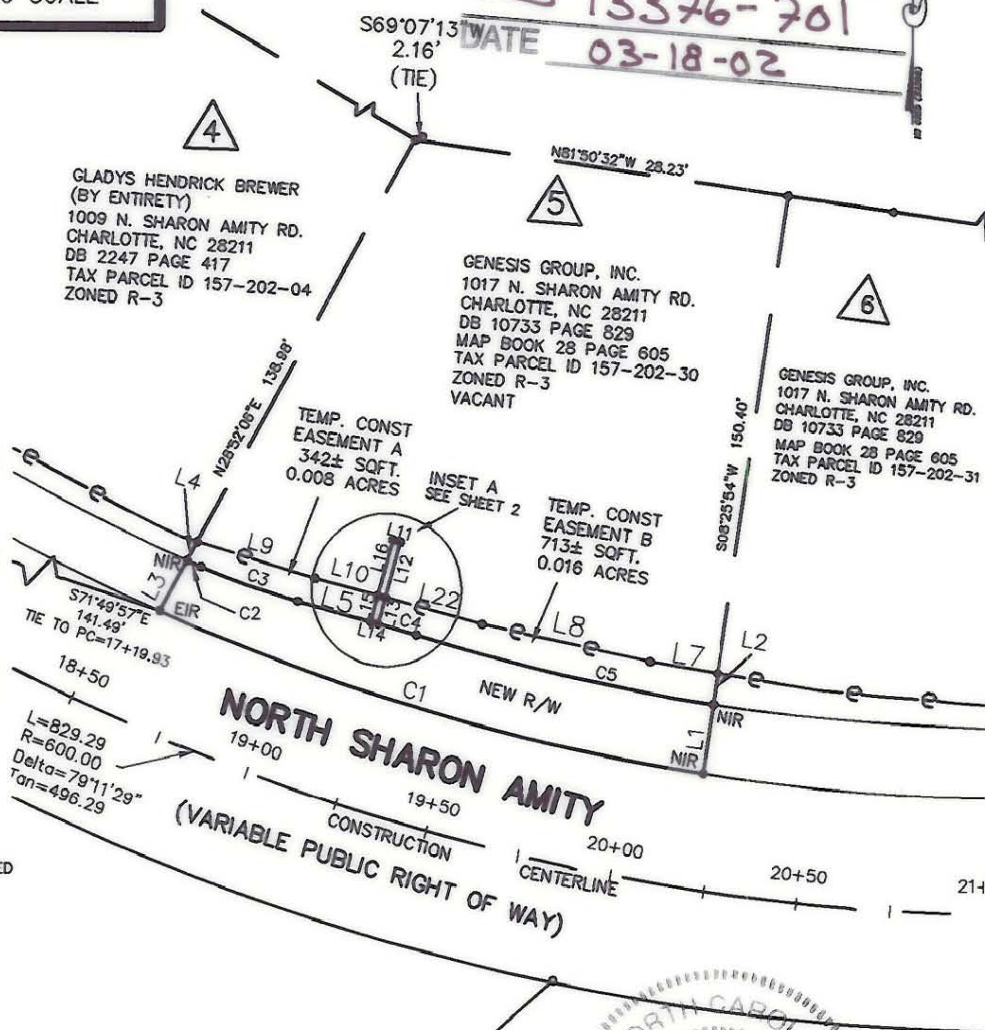 13376-701
DATE 03-18-02
S69°07'13"W
2.16'
(TIE)
N81°50'32"W 28.23'
4
GLADYS HENDRICK BREWER
(BY ENTIRETY)
1009 N. SHARON AMITY RD.
CHARLOTTE, NC 28211
DB 2247 PAGE 417
TAX PARCEL ID 157-202-04
ZONED R-3
5
GENESIS GROUP, INC.
1017 N. SHARON AMITY RD.
CHARLOTTE, NC 28211
DB 10733 PAGE 829
MAP BOOK 28 PAGE 605
TAX PARCEL ID 157-202-30
ZONED R-3
VACANT
6
GENESIS GROUP, INC.
1017 N. SHARON AMITY RD.
CHARLOTTE, NC 28211
DB 10733 PAGE 829
MAP BOOK 28 PAGE 605
TAX PARCEL ID 157-202-31
ZONED R-3
N28°52'06"E 138.98'
S08°25'54"W 150.40'
TEMP. CONST
EASEMENT A
342± SQFT.
0.008 ACRES
INSET A
SEE SHEET 2
TEMP. CONST
EASEMENT B
713± SQFT.
0.016 ACRES
e
e
L4
L9
e
L11
L16
L12
L10
L5
L22
e
L14
C4
e
L8
e
L7
L2
e
e
e
NIR
C3
C2
L3
EIR
C5
NIR
L1
NIR
C1
NEW R/W
S71°49'57"E
141.49'
TIE TO PC=17+19.93
18+50
L=829.29
R=600.00
Delta=79°11'29"
Tan=496.29
NORTH SHARON AMITY
19+00
19+50
20+00
20+50
CONSTRUCTION
CENTERLINE
(VARIABLE PUBLIC RIGHT OF WAY)